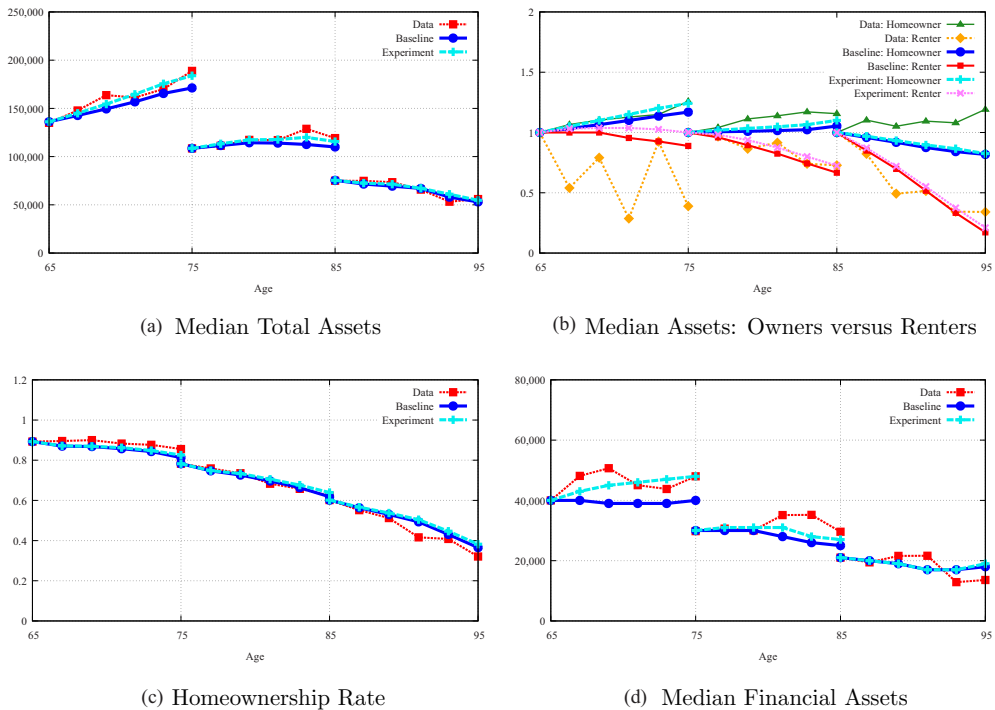 250,000
200,000
150,000
100,000
50,000
0
65
75
85
95
Age
Data
Baseline
Experiment
(a) Median Total Assets
2
1.5
1
0.5
0
65
75
85
95
Age
Data: Homeowner
Data: Renter
Baseline: Homeowner
Baseline: Renter
Experiment: Homeowner
Experiment: Renter
(b) Median Assets: Owners versus Renters
1.2
1
0.8
0.6
0.4
0.2
0
65
75
85
95
Age
Data
Baseline
Experiment
(c) Homeownership Rate
80,000
60,000
40,000
20,000
0
65
75
85
95
Age
Data
Baseline
Experiment
(d) Median Financial Assets